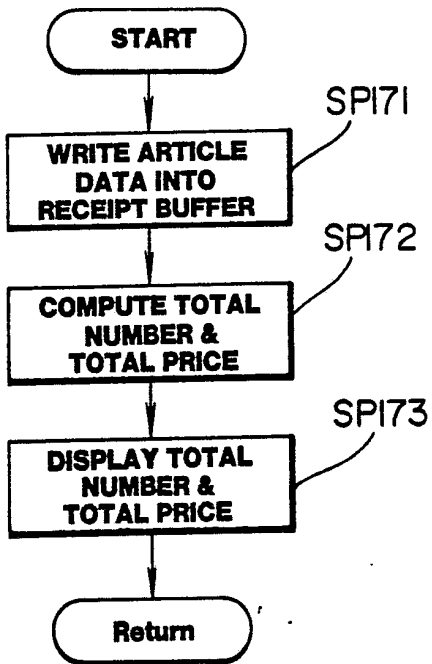 START
SP171
WRITE ARTICLE
DATA INTO
RECEIPT BUFFER
SP172
COMPUTE TOTAL
NUMBER &
TOTAL PRICE
SP173
DISPLAY TOTAL
NUMBER &
TOTAL PRICE
Return